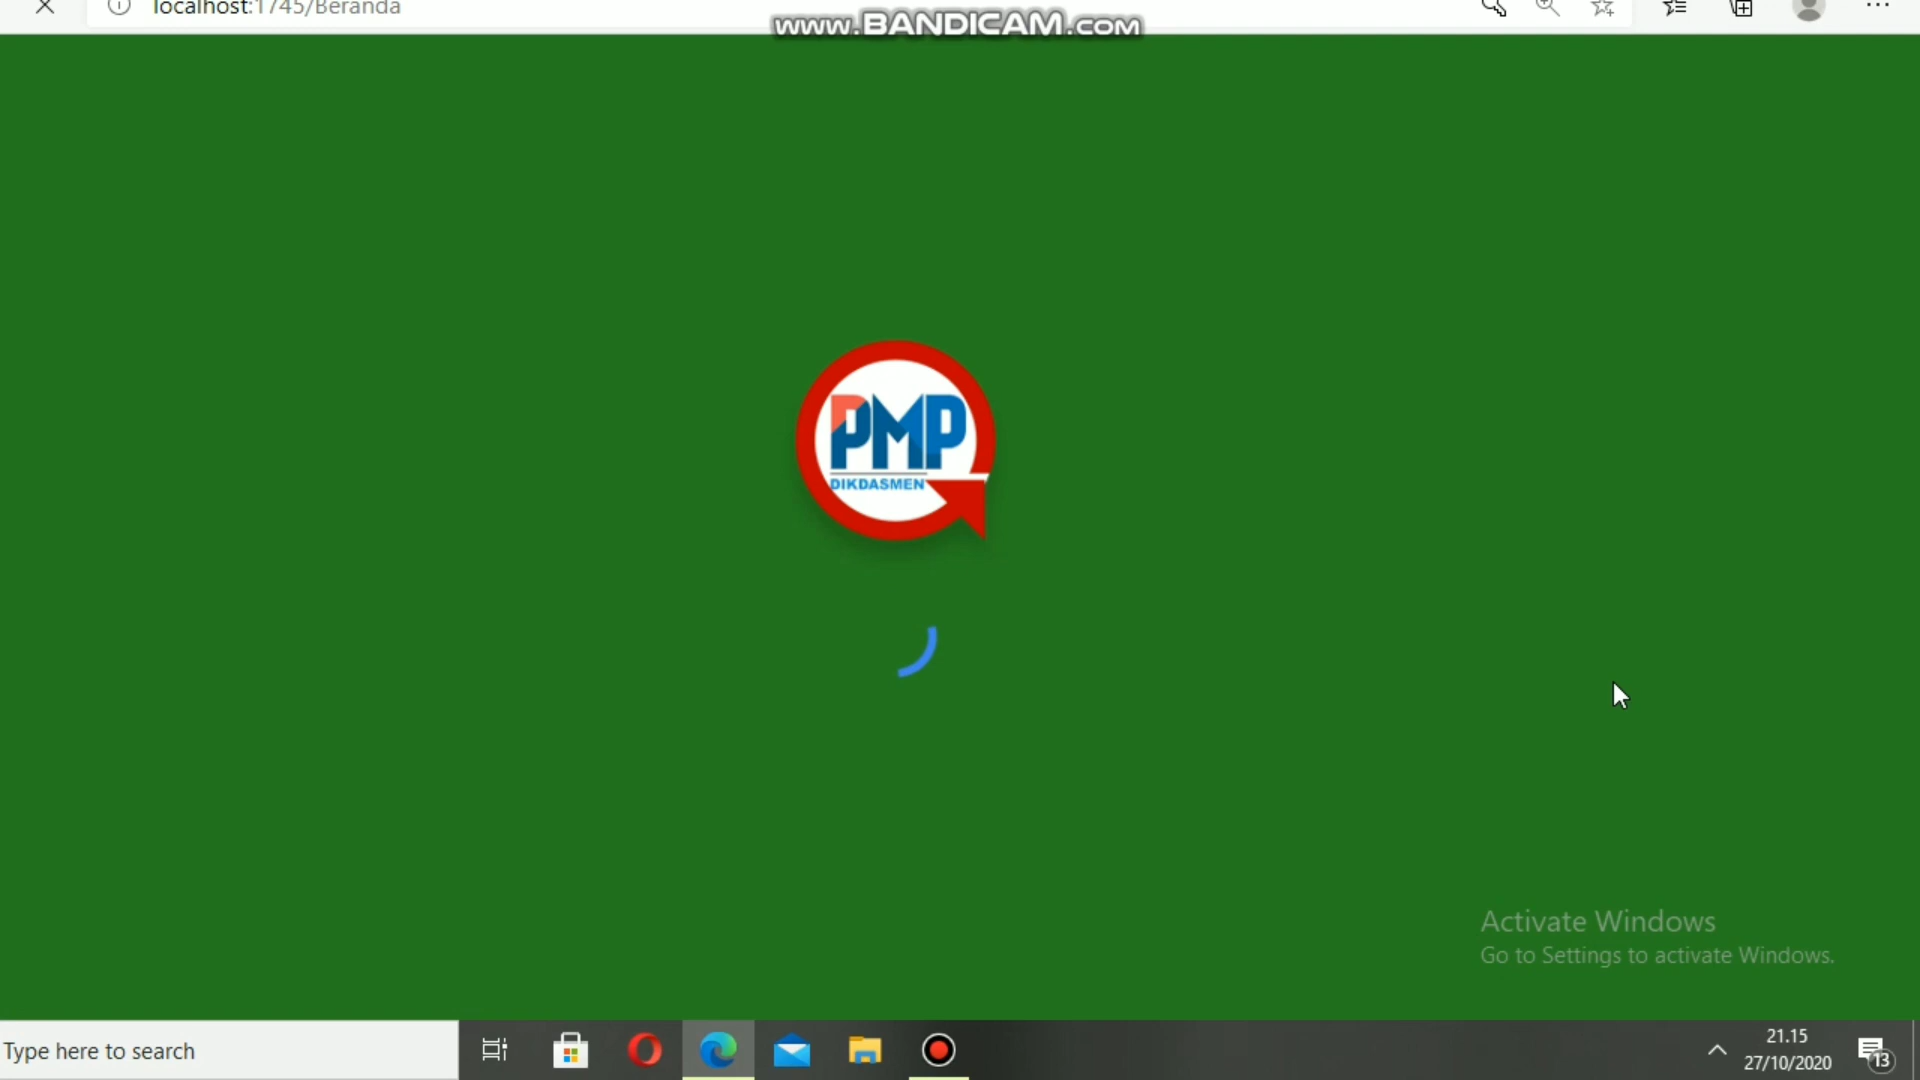 localhost:1745/Beranda
www.BANDICAM.com
PMP
DIKDASMEN
Activate Windows
Go to Settings to activate Windows.
Type here to search
21.15
27/10/2020
13